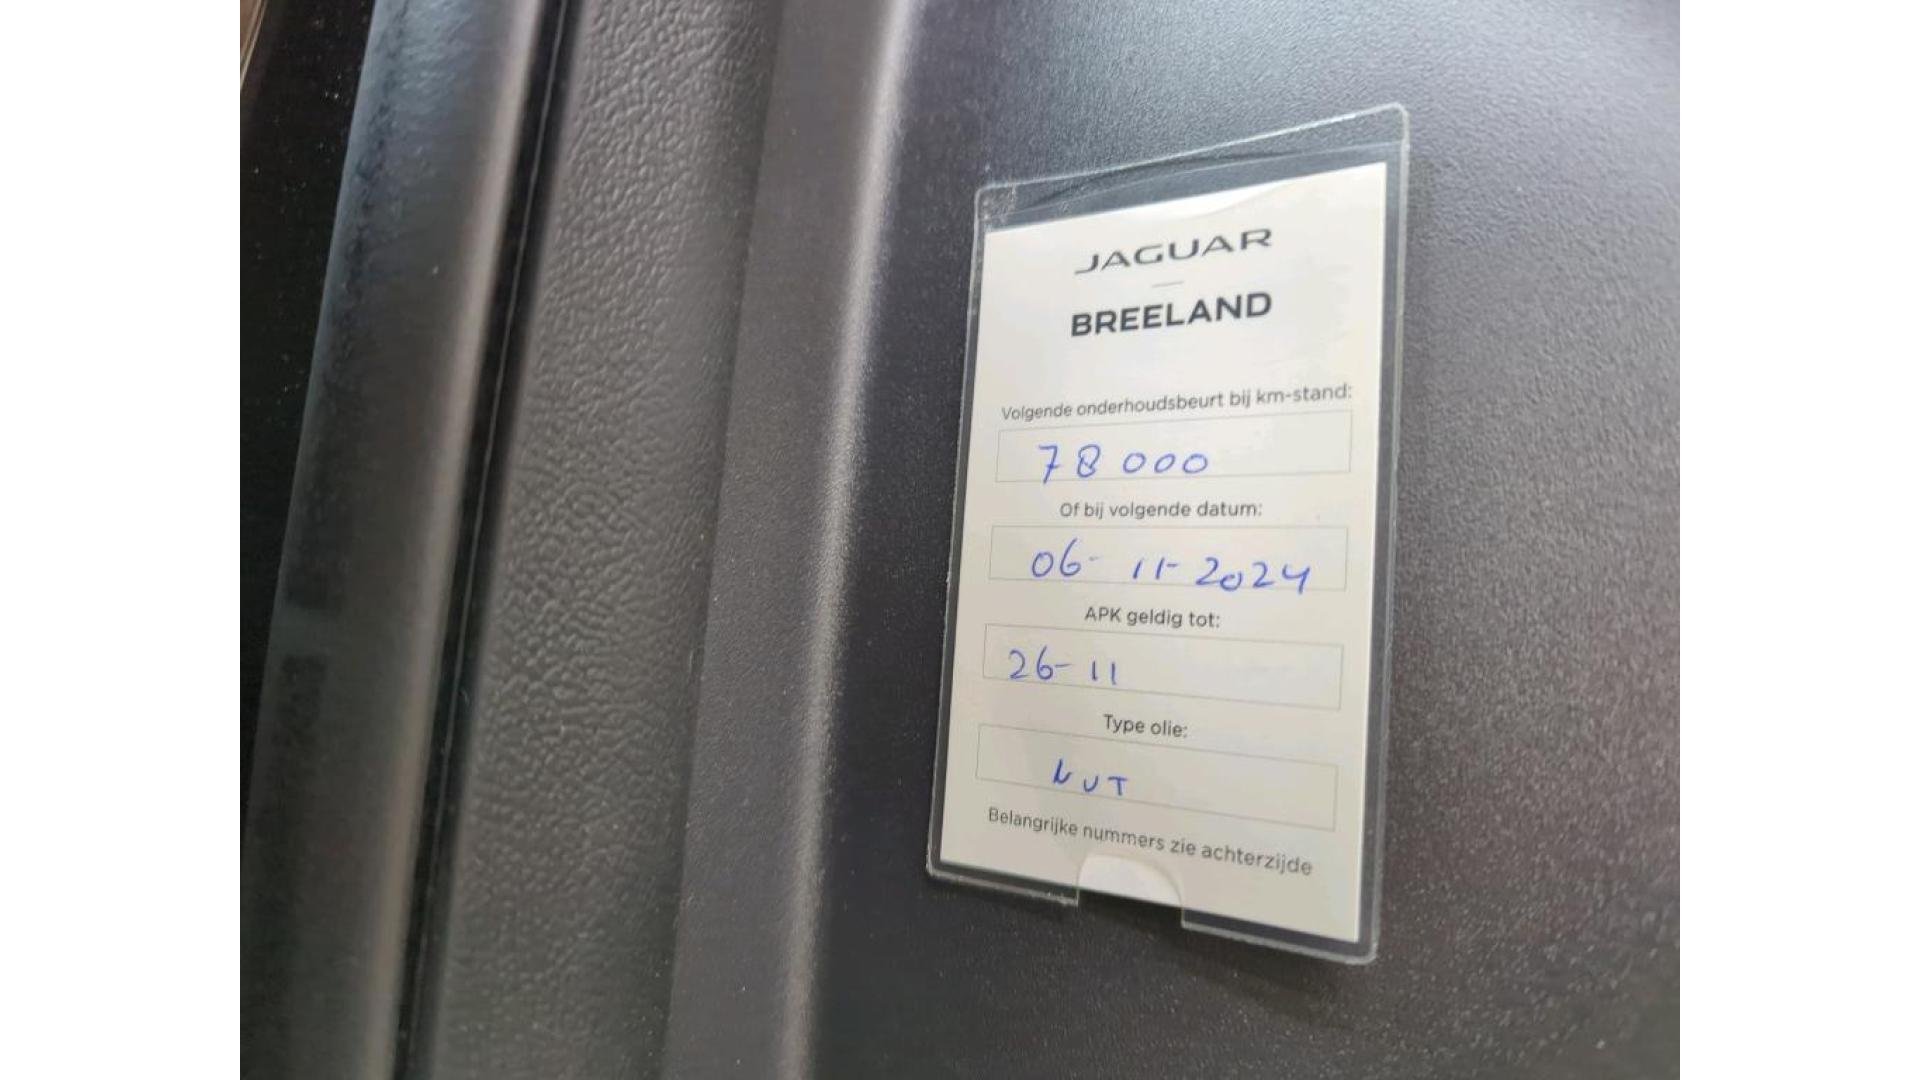 JAGUAR
BREELAND
Volgende onderhoudsbeurt bij km-stand:
78 000
Of bij volgende datum:
06- 11-2024
APK geldig tot:
26-11
Type olie:
NUT
Belangrijke nummers zie achterzijde